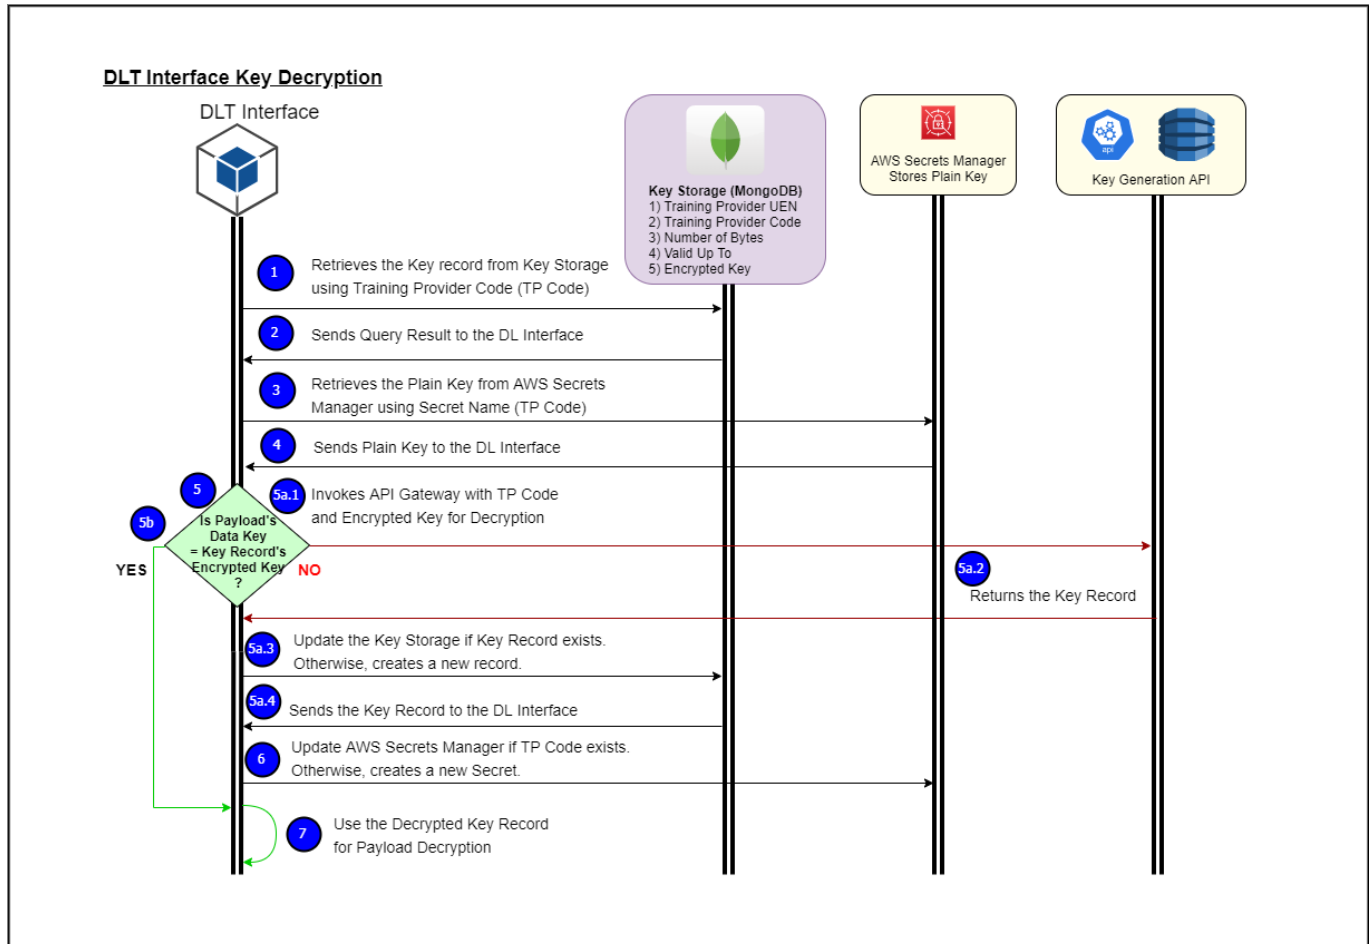 DLT Interface Key Decryption
DLT Interface
Key Storage (MongoDB)
1) Training Provider UEN
2) Training Provider Code
3) Number of Bytes
4) Valid Up To
5) Encrypted Key
AWS Secrets Manager
Stores Plain Key
api
Key Generation API
1
Retrieves the Key record from Key Storage
using Training Provider Code (TP Code)
2
Sends Query Result to the DL Interface
3
Retrieves the Plain Key from AWS Secrets
Manager using Secret Name (TP Code)
4
Sends Plain Key to the DL Interface
5
5a.1
Invokes API Gateway with TP Code
and Encrypted Key for Decryption
5b
Is Payload's
Data Key
= Key Record's
Encrypted Key
?
YES
NO
5a.2
Returns the Key Record
5a.3
Update the Key Storage if Key Record exists.
Otherwise, creates a new record.
5a.4
Sends the Key Record to the DL Interface
6
Update AWS Secrets Manager if TP Code exists.
Otherwise, creates a new Secret.
7
Use the Decrypted Key Record
for Payload Decryption